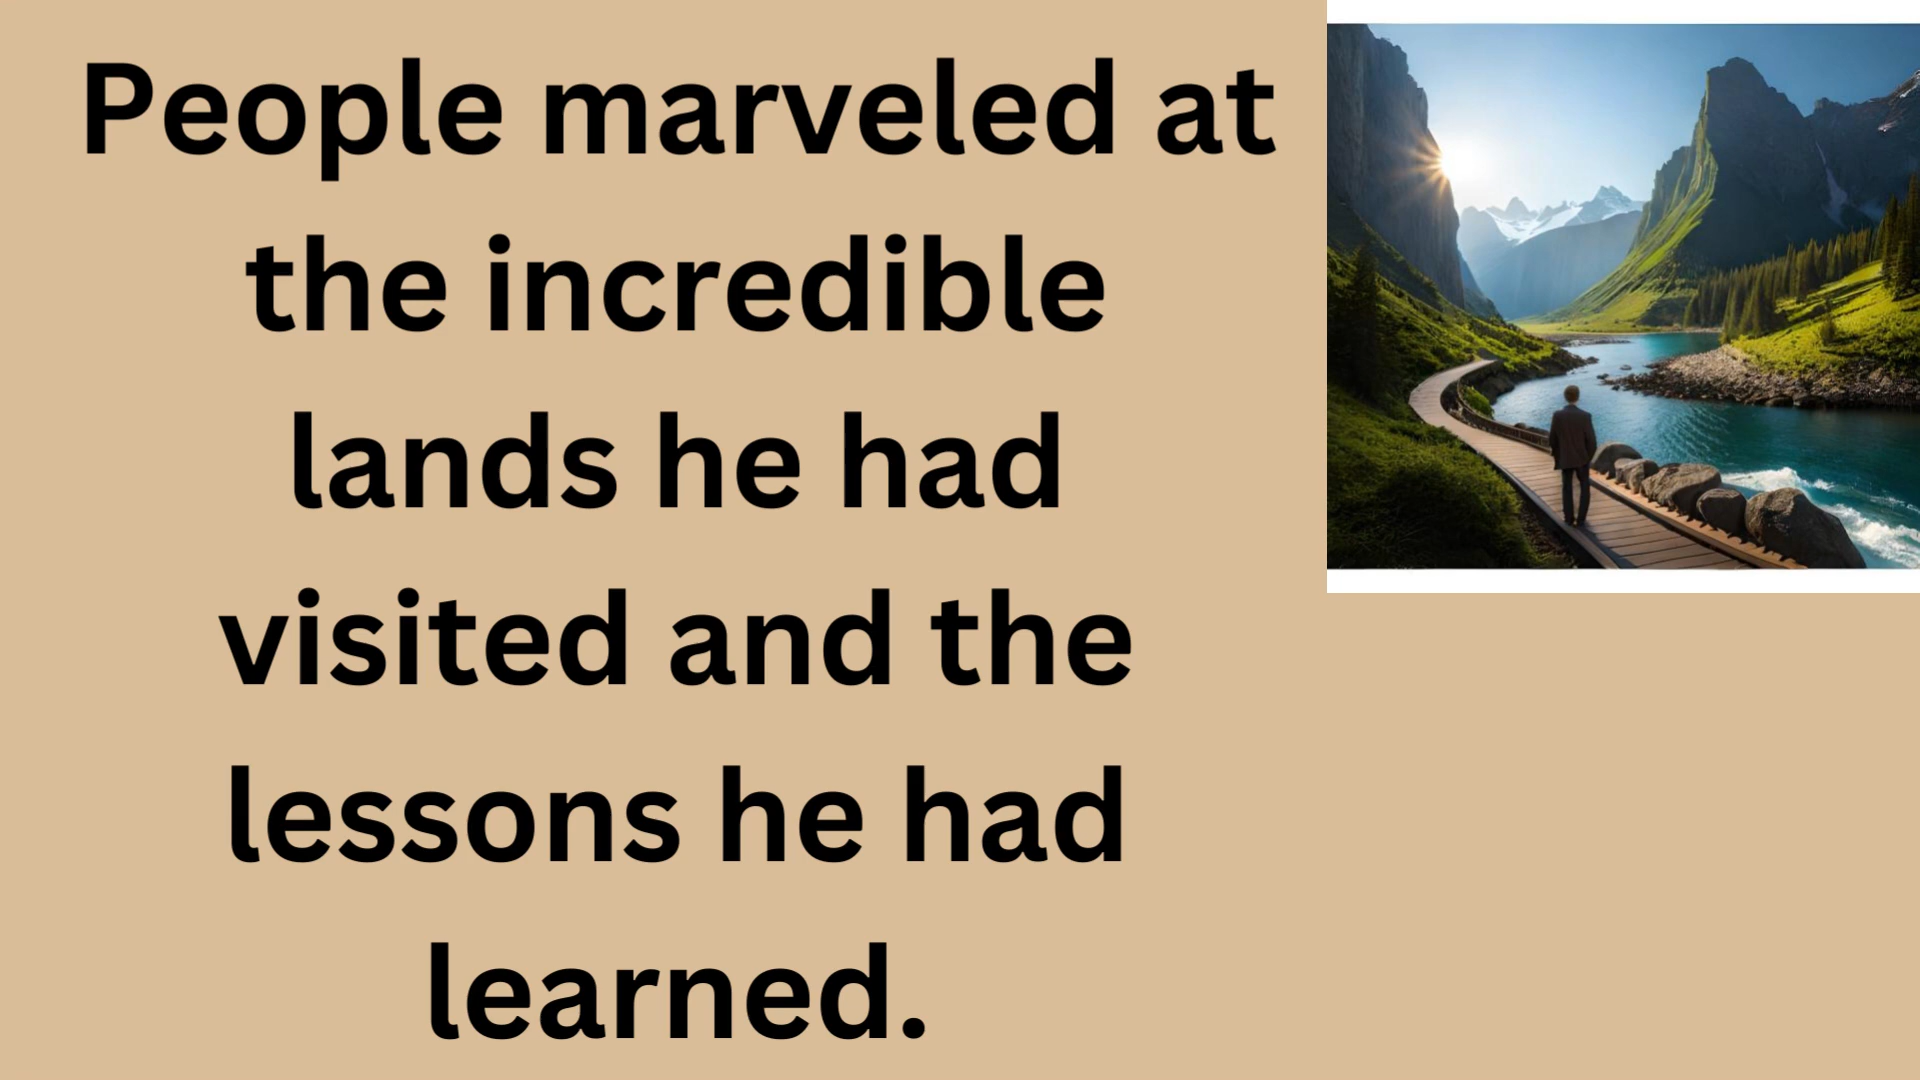 People marveled at
the incredible
lands he had
visited and the
lessons he had
learned.